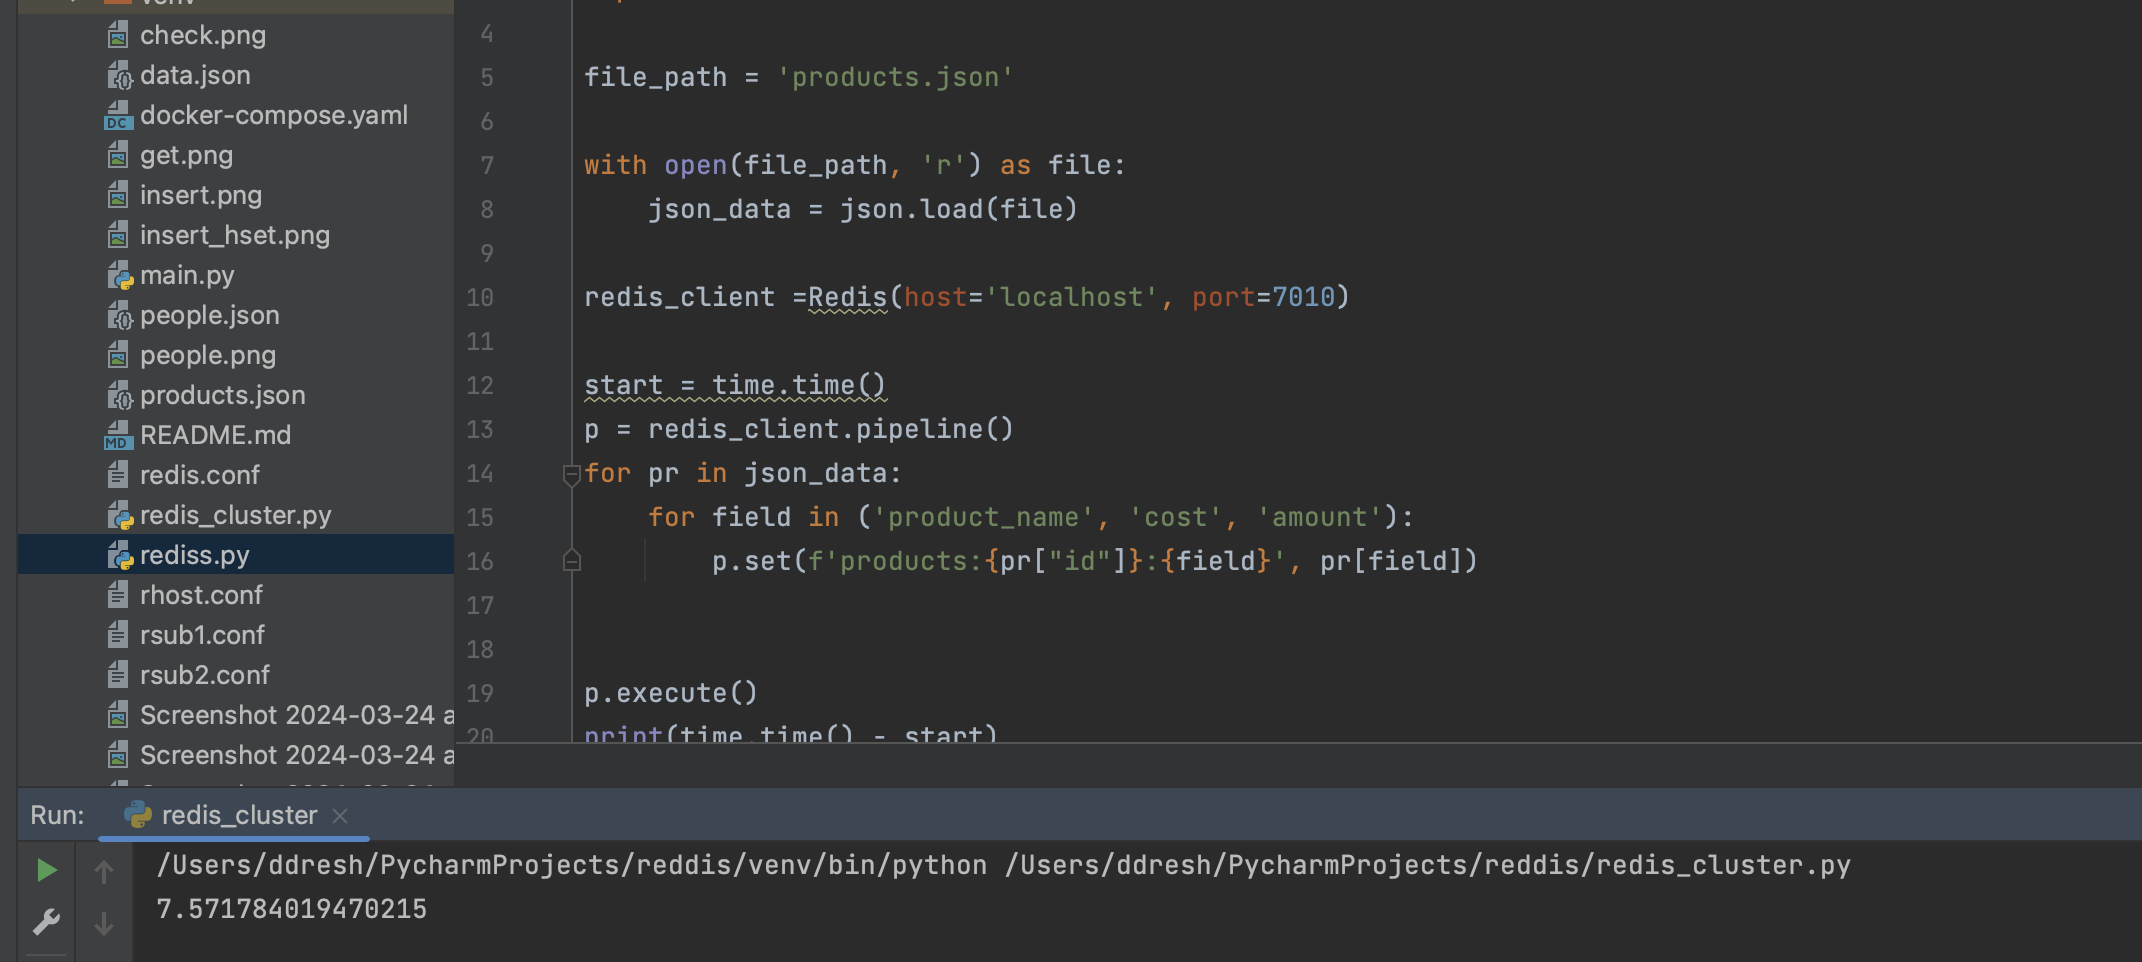 venv
check.png
data.json
docker-compose.yaml
get.png
insert.png
insert_hset.png
main.py
people.json
people.png
products.json
README.md
redis.conf
redis_cluster.py
rediss.py
rhost.conf
rsub1.conf
rsub2.conf
Screenshot 2024-03-24 a
Screenshot 2024-03-24 a
4
5 file_path = 'products.json'
6
7 with open(file_path, 'r') as file:
8     json_data = json.load(file)
9
10 redis_client =Redis(host='localhost', port=7010)
11
12 start = time.time()
13 p = redis_client.pipeline()
14 for pr in json_data:
15     for field in ('product_name', 'cost', 'amount'):
16         p.set(f'products:{pr["id"]}:{field}', pr[field])
17
18
19 p.execute()
20 print(time.time() - start)
Run: redis_cluster
/Users/ddresh/PycharmProjects/reddis/venv/bin/python /Users/ddresh/PycharmProjects/reddis/redis_cluster.py
7.571784019470215